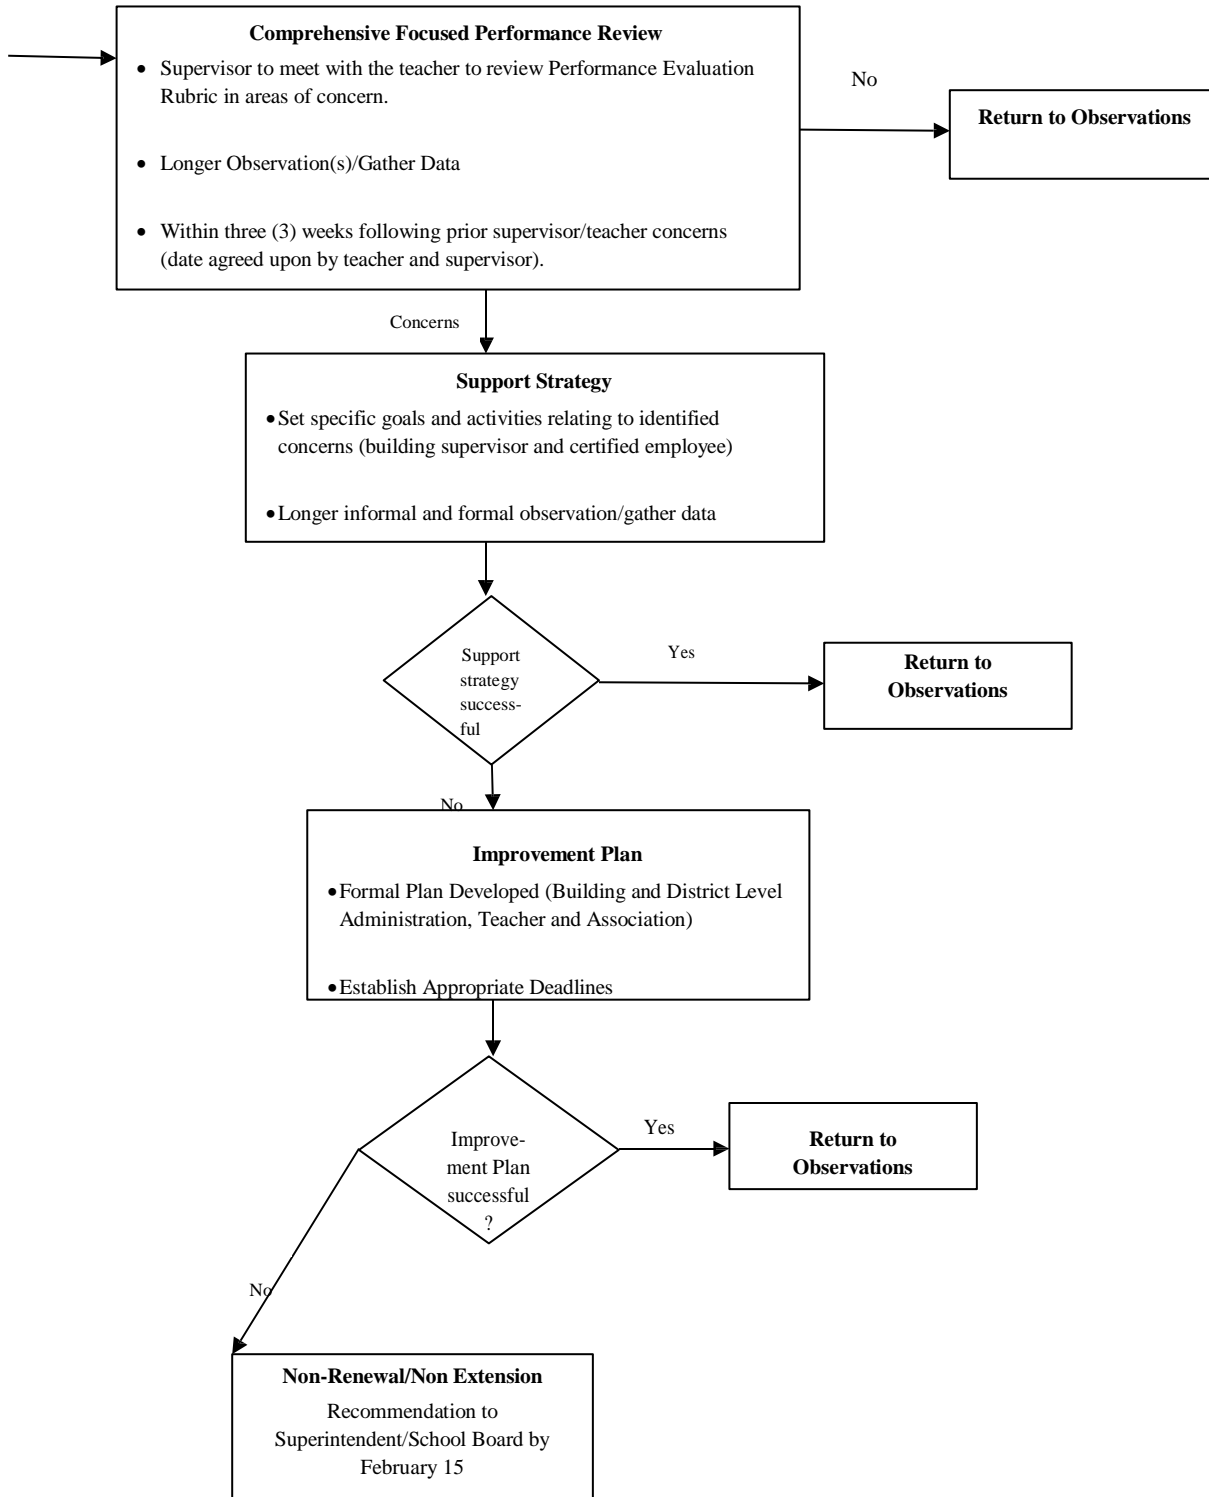 Comprehensive Focused Performance Review
• Supervisor to meet with the teacher to review Performance Evaluation
Rubric in areas of concern.
• Longer Observation(s)/Gather Data
• Within three (3) weeks following prior supervisor/teacher concerns
(date agreed upon by teacher and supervisor).
No
Return to Observations
Concerns
Support Strategy
• Set specific goals and activities relating to identified
concerns (building supervisor and certified employee)
• Longer informal and formal observation/gather data
Support
strategy
success-
ful
Yes
Return to
Observations
No
Improvement Plan
• Formal Plan Developed (Building and District Level
Administration, Teacher and Association)
• Establish Appropriate Deadlines
Improve-
ment Plan
successful
?
Yes
Return to
Observations
No
Non-Renewal/Non Extension
Recommendation to
Superintendent/School Board by
February 15